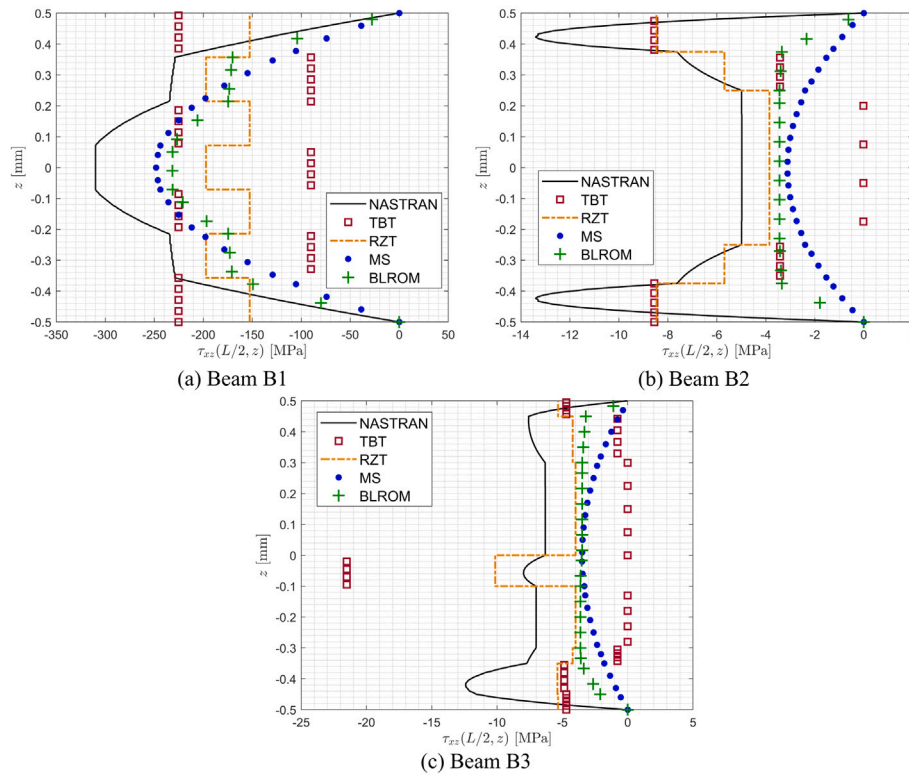 0.5
0.4
0.3
0.2
0.1
0
-0.1
-0.2
-0.3
-0.4
-0.5
z [mm]
NASTRAN
TBT
RZT
MS
BLROM
-350 -300 -250 -200 -150 -100 -50 0 50
τxz(L/2, z) [MPa]
(a) Beam B1
0.5
0.4
0.3
0.2
0.1
0
-0.1
-0.2
-0.3
-0.4
-0.5
z [mm]
NASTRAN
TBT
RZT
MS
BLROM
-14 -12 -10 -8 -6 -4 -2 0
τxz(L/2, z) [MPa]
(b) Beam B2
0.5
0.4
0.3
0.2
0.1
0
-0.1
-0.2
-0.3
-0.4
-0.5
z [mm]
NASTRAN
TBT
RZT
MS
BLROM
-25 -20 -15 -10 -5 0 5
τxz(L/2, z) [MPa]
(c) Beam B3